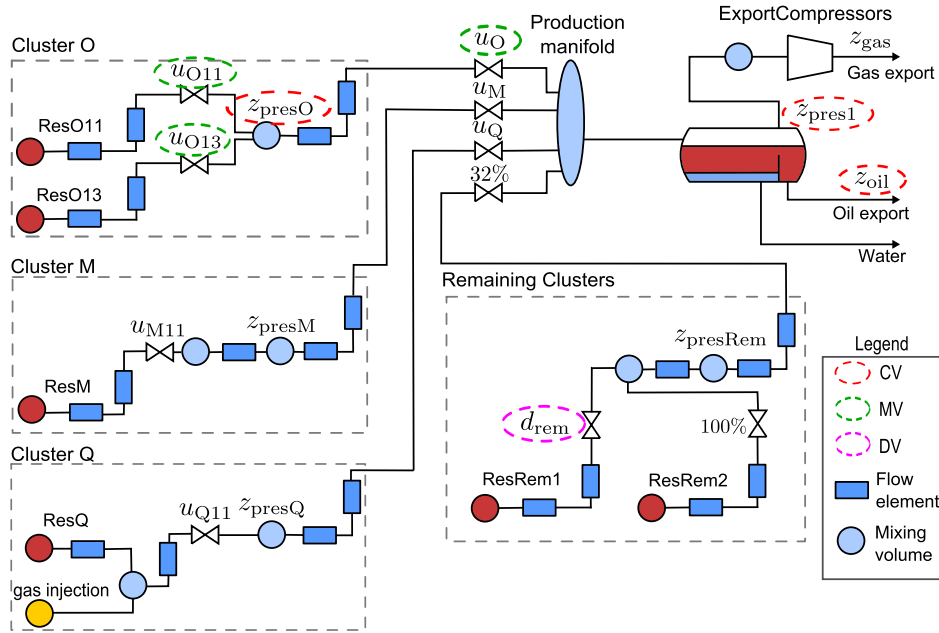 Cluster O
u_O11
z_presO
ResO11
u_O13
ResO13
u_O
u_M
u_Q
32%
Production
manifold
ExportCompressors
z_gas
Gas export
z_pres1
z_oil
Oil export
Water
Cluster M
u_M11
z_presM
ResM
Cluster Q
u_Q11
z_presQ
ResQ
gas injection
Remaining Clusters
z_presRem
d_rem
100%
ResRem1
ResRem2
Legend
CV
MV
DV
Flow
element
Mixing
volume